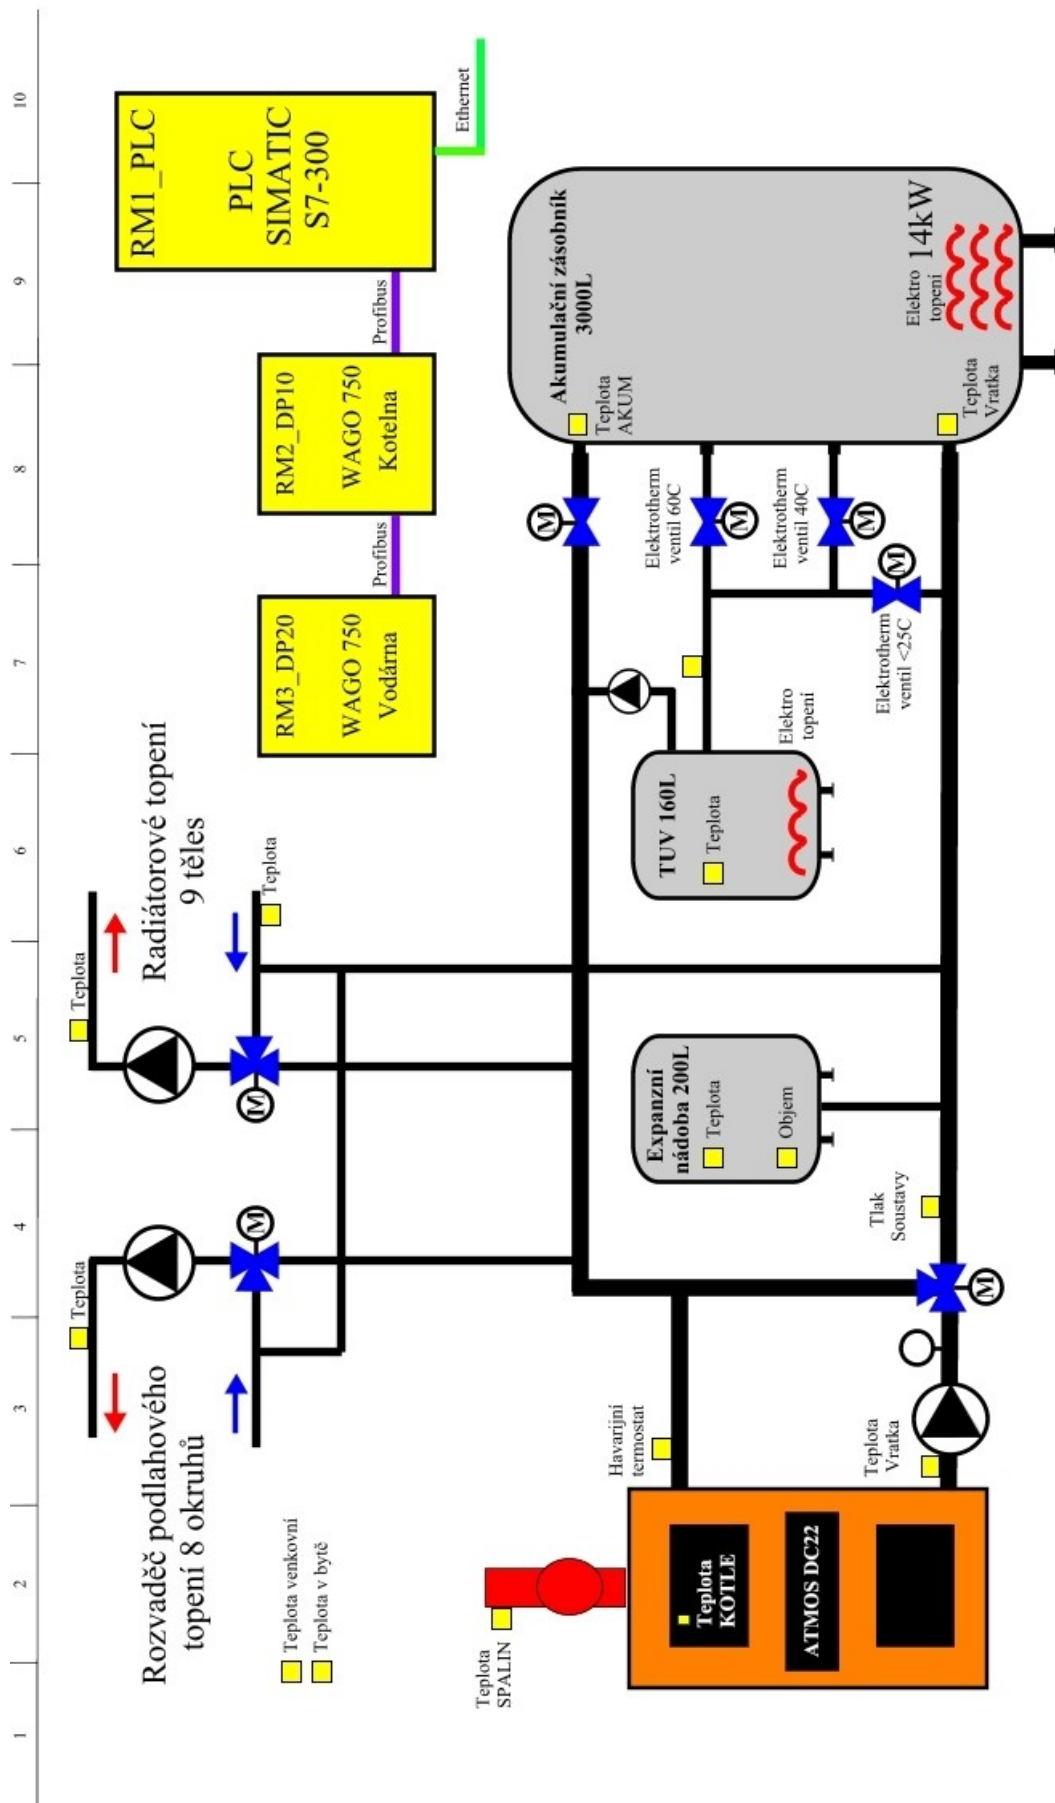 1
2
3
4
5
6
7
8
9
10
Rozvaděč podlahového
topení 8 okruhů
Teplota
Teplota
Radiátorové topení
9 těles
Teplota
Teplota venkovní
Teplota v bytě
RM3_DP20
WAGO 750
Vodárna
Profibus
RM2_DP10
WAGO 750
Kotelna
Profibus
RM1_PLC
PLC
SIMATIC
S7-300
Ethernet
Teplota
SPALIN
Teplota
KOTLE
ATMOS DC22
Havarijní
termostat
Teplota
Vratka
M
M
M
Tlak
Soustavy
Expanzní
nádoba 200L
Teplota
Objem
TUV 160L
Teplota
Elektro
topení
M
M
M
M
Elektrotherm
ventil 60C
Elektrotherm
ventil 40C
Elektrotherm
ventil <25C
Akumulační zásobník
3000L
Teplota
AKUM
Elektro
topení
14kW
Teplota
Vratka